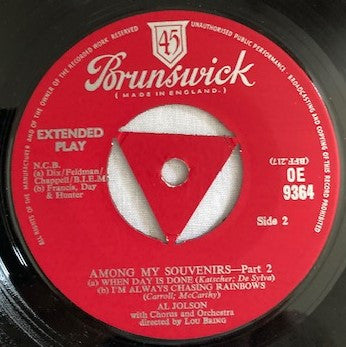 ALL RIGHTS OF THE MANUFACTURER AND OF THE OWNER OF THE RECORDED WORK RESERVED
UNAUTHORISED PUBLIC PERFORMANCE, BROADCASTING AND COPYING OF THIS RECORD PROHIBITED
45
Brunswick
(MADE IN ENGLAND.)
EXTENDED
PLAY
N.C.B.
(a) Dix/Feldman/
Chappell/B.I.E.M
(b) Francis, Day
& Hunter
(BFF.217)
OE
9364
Side 2
AMONG MY SOUVENIRS—Part 2
(a) WHEN DAY IS DONE (Katscher; De Sylva)
(b) I'M ALWAYS CHASING RAINBOWS
(Carroll; McCarthy)
AL JOLSON
with Chorus and Orchestra
directed by LOU BRING